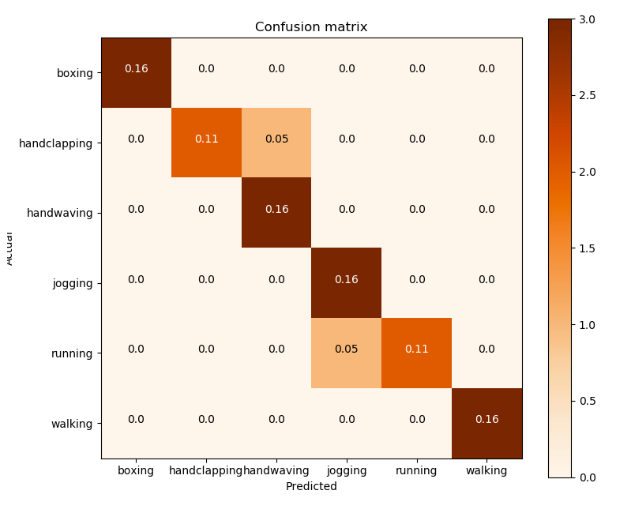 Confusion matrix
boxing 0.16 0.0 0.0 0.0 0.0 0.0
handclapping 0.0 0.11 0.05 0.0 0.0 0.0
handwaving 0.0 0.0 0.16 0.0 0.0 0.0
jogging 0.0 0.0 0.0 0.16 0.0 0.0
running 0.0 0.0 0.0 0.05 0.11 0.0
walking 0.0 0.0 0.0 0.0 0.0 0.16
boxing handclapping handwaving jogging running walking
Predicted
Actual
3.0
2.5
2.0
1.5
1.0
0.5
0.0